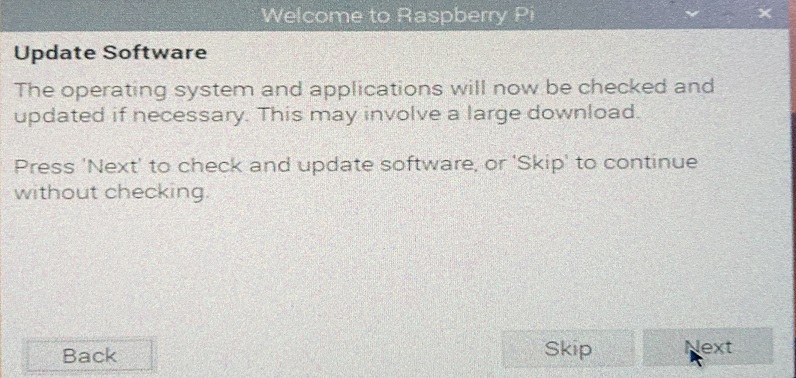 Welcome to Raspberry Pi
Update Software
The operating system and applications will now be checked and
updated if necessary. This may involve a large download.
Press 'Next' to check and update software, or 'Skip' to continue
without checking.
Back
Skip
Next